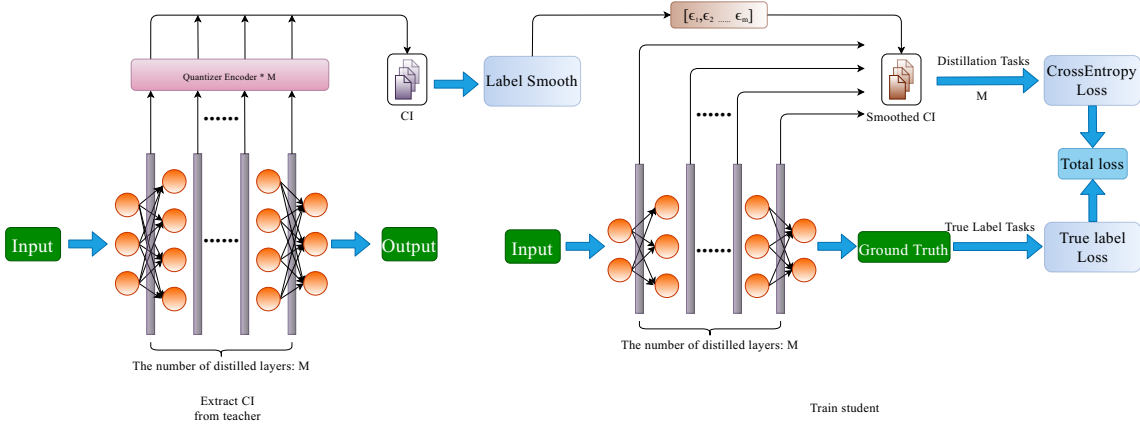 Quantizer Encoder * M
......
CI
Input
......
Output
The number of distilled layers: M
Extract CI
from teacher
Label Smooth
[ϵ₁,ϵ₂ ...... ϵₘ]
......
Smoothed CI
Distillation Tasks
M
CrossEntropy
Loss
Total loss
Input
......
Ground Truth
True Label Tasks
True label
Loss
The number of distilled layers: M
Train student